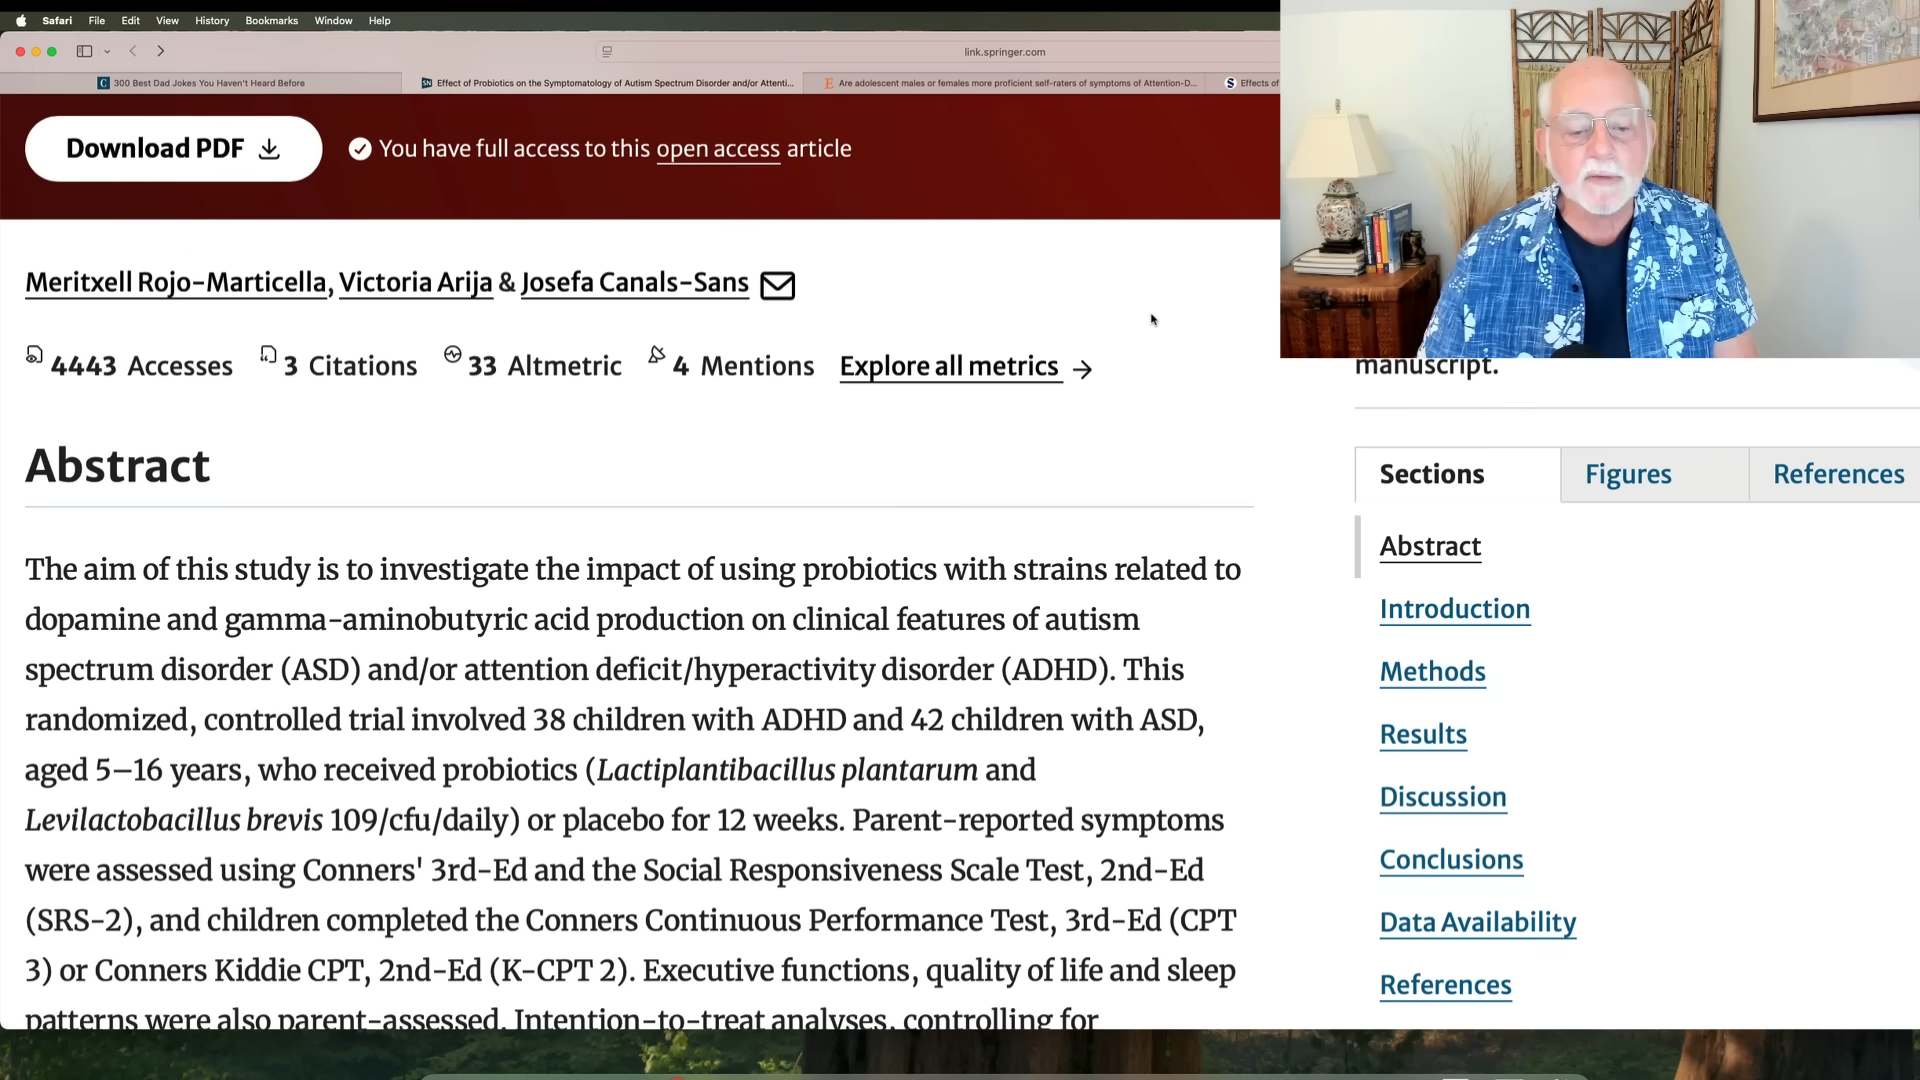 Safari File Edit View History Bookmarks Window Help
link.springer.com
300 Best Dad Jokes You Haven't Heard Before
Effect of Probiotics on the Symptomatology of Autism Spectrum Disorder and/or Attenti...
Are adolescent males or females more proficient self-raters of symptoms of Attention-D...
Effects of
Download PDF
You have full access to this open access article
Meritxell Rojo-Marticella, Victoria Arija & Josefa Canals-Sans
4443 Accesses 3 Citations 33 Altmetric 4 Mentions Explore all metrics →
Abstract
The aim of this study is to investigate the impact of using probiotics with strains related to
dopamine and gamma-aminobutyric acid production on clinical features of autism
spectrum disorder (ASD) and/or attention deficit/hyperactivity disorder (ADHD). This
randomized, controlled trial involved 38 children with ADHD and 42 children with ASD,
aged 5–16 years, who received probiotics (Lactiplantibacillus plantarum and
Levilactobacillus brevis 109/cfu/daily) or placebo for 12 weeks. Parent-reported symptoms
were assessed using Conners' 3rd-Ed and the Social Responsiveness Scale Test, 2nd-Ed
(SRS-2), and children completed the Conners Continuous Performance Test, 3rd-Ed (CPT
3) or Conners Kiddie CPT, 2nd-Ed (K-CPT 2). Executive functions, quality of life and sleep
patterns were also parent-assessed. Intention-to-treat analyses, controlling for
manuscript.
Sections Figures References
Abstract
Introduction
Methods
Results
Discussion
Conclusions
Data Availability
References